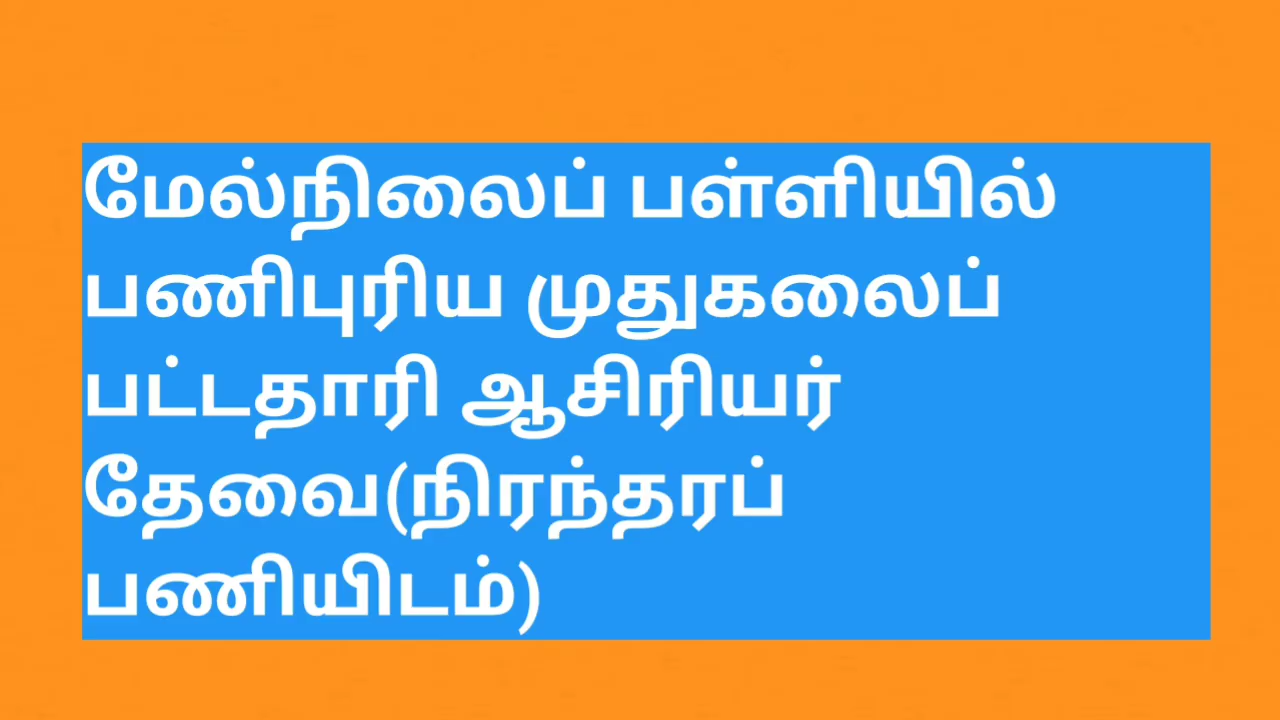 மேல்நிலைப் பள்ளியில்
பணிபுரிய முதுகலைப்
பட்டதாரி ஆசிரியர்
தேவை(நிரந்தரப்
பணியிடம்)